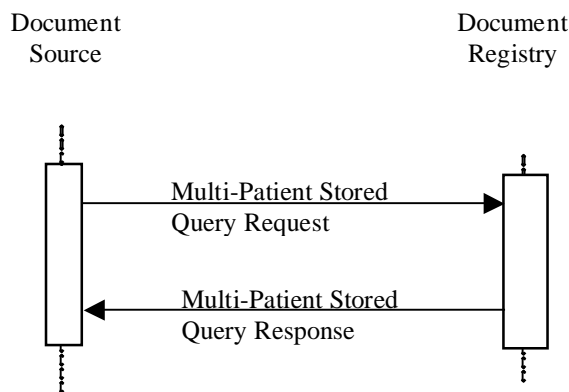 Document
Source
Document
Registry
Multi-Patient Stored
Query Request
Multi-Patient Stored
Query Response